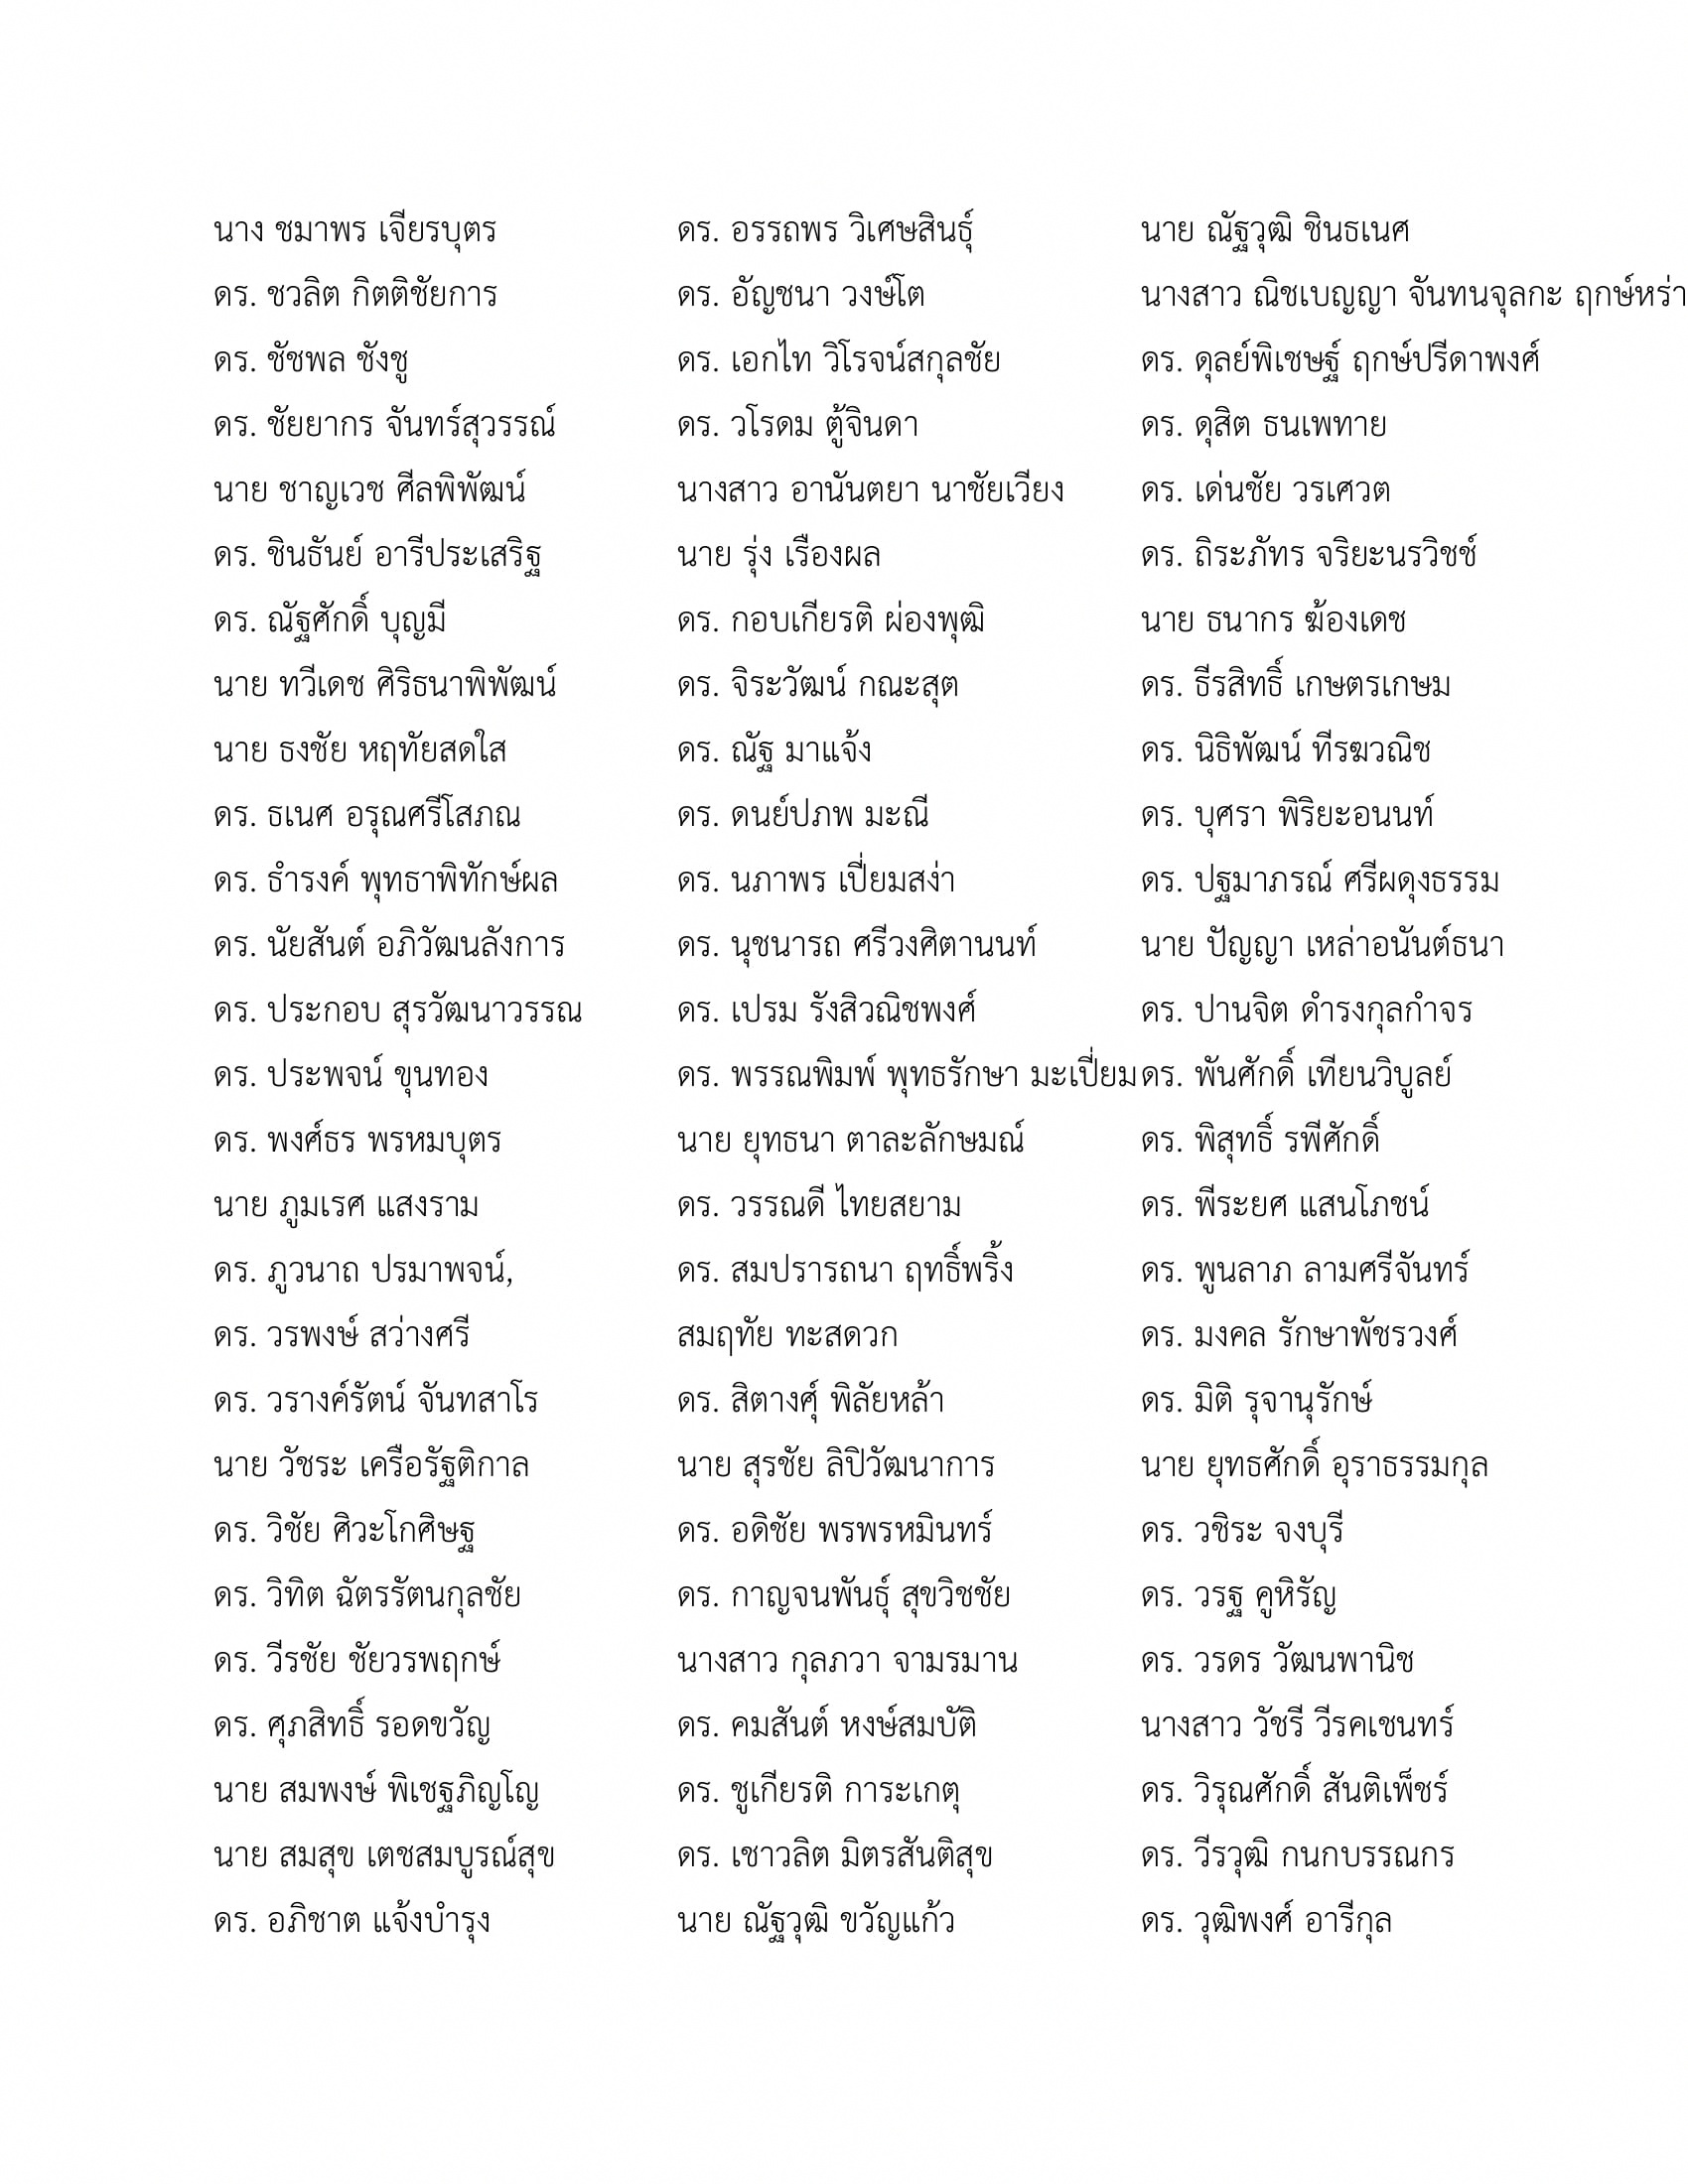 นาง ชมาพร เจียรบุตร
ดร. ชวลิต กิตติชัยการ
ดร. ชัชพล ชังชู
ดร. ชัยยากร จันทร์สุวรรณ์
นาย ชาญเวช ศีลพิพัฒน์
ดร. ชินธันย์ อารีประเสริฐ
ดร. ณัฐศักดิ์ บุญมี
นาย ทวีเดช ศิริธนาพิพัฒน์
นาย ธงชัย หฤทัยสดใส
ดร. ธเนศ อรุณศรีโสภณ
ดร. ธำรงค์ พุทธาพิทักษ์ผล
ดร. นัยสันต์ อภิวัฒนลังการ
ดร. ประกอบ สุรวัฒนาวรรณ
ดร. ประพจน์ ขุนทอง
ดร. พงศ์ธร พรหมบุตร
นาย ภูมเรศ แสงราม
ดร. ภูวนาถ ปรมาพจน์,
ดร. วรพงษ์ สว่างศรี
ดร. วรางค์รัตน์ จันทสาโร
นาย วัชระ เครือรัฐติกาล
ดร. วิชัย ศิวะโกศิษฐ
ดร. วิทิต ฉัตรรัตนกุลชัย
ดร. วีรชัย ชัยวรพฤกษ์
ดร. ศุภสิทธิ์ รอดขวัญ
นาย สมพงษ์ พิเชฐภิญโญ
นาย สมสุข เตชสมบูรณ์สุข
ดร. อภิชาต แจ้งบำรุง
ดร. อรรถพร วิเศษสินธุ์
ดร. อัญชนา วงษ์โต
ดร. เอกไท วิโรจน์สกุลชัย
ดร. วโรดม ตู้จินดา
นางสาว อานันตยา นาชัยเวียง
นาย รุ่ง เรืองผล
ดร. กอบเกียรติ ผ่องพุฒิ
ดร. จิระวัฒน์ กณะสุต
ดร. ณัฐ มาแจ้ง
ดร. ดนย์ปภพ มะณี
ดร. นภาพร เปี่ยมสง่า
ดร. นุชนารถ ศรีวงศิตานนท์
ดร. เปรม รังสิวณิชพงศ์
ดร. พรรณพิมพ์ พุทธรักษา มะเปี่ยม
นาย ยุทธนา ตาละลักษมณ์
ดร. วรรณดี ไทยสยาม
ดร. สมปรารถนา ฤทธิ์พริ้ง
สมฤทัย ทะสดวก
ดร. สิตางศุ์ พิลัยหล้า
นาย สุรชัย ลิปิวัฒนาการ
ดร. อดิชัย พรพรหมินทร์
ดร. กาญจนพันธุ์ สุขวิชชัย
นางสาว กุลภวา จามรมาน
ดร. คมสันต์ หงษ์สมบัติ
ดร. ชูเกียรติ การะเกตุ
ดร. เชาวลิต มิตรสันติสุข
นาย ณัฐวุฒิ ขวัญแก้ว
นาย ณัฐวุฒิ ชินธเนศ
นางสาว ณิชเบญญา จันทนจุลกะ ฤกษ์หร่าย
ดร. ดุลย์พิเชษฐ์ ฤกษ์ปรีดาพงศ์
ดร. ดุสิต ธนเพทาย
ดร. เด่นชัย วรเศวต
ดร. ถิระภัทร จริยะนรวิชช์
นาย ธนากร ฆ้องเดช
ดร. ธีรสิทธิ์ เกษตรเกษม
ดร. นิธิพัฒน์ ทีรฆวณิช
ดร. บุศรา พิริยะอนนท์
ดร. ปฐมาภรณ์ ศรีผดุงธรรม
นาย ปัญญา เหล่าอนันต์ธนา
ดร. ปานจิต ดำรงกุลกำจร
ดร. พันศักดิ์ เทียนวิบูลย์
ดร. พิสุทธิ์ รพีศักดิ์
ดร. พีระยศ แสนโภชน์
ดร. พูนลาภ ลามศรีจันทร์
ดร. มงคล รักษาพัชรวงศ์
ดร. มิติ รุจานุรักษ์
นาย ยุทธศักดิ์ อุราธรรมกุล
ดร. วชิระ จงบุรี
ดร. วรฐ คูหิรัญ
ดร. วรดร วัฒนพานิช
นางสาว วัชรี วีรคเชนทร์
ดร. วิรุณศักดิ์ สันติเพ็ชร์
ดร. วีรวุฒิ กนกบรรณกร
ดร. วุฒิพงศ์ อารีกุล